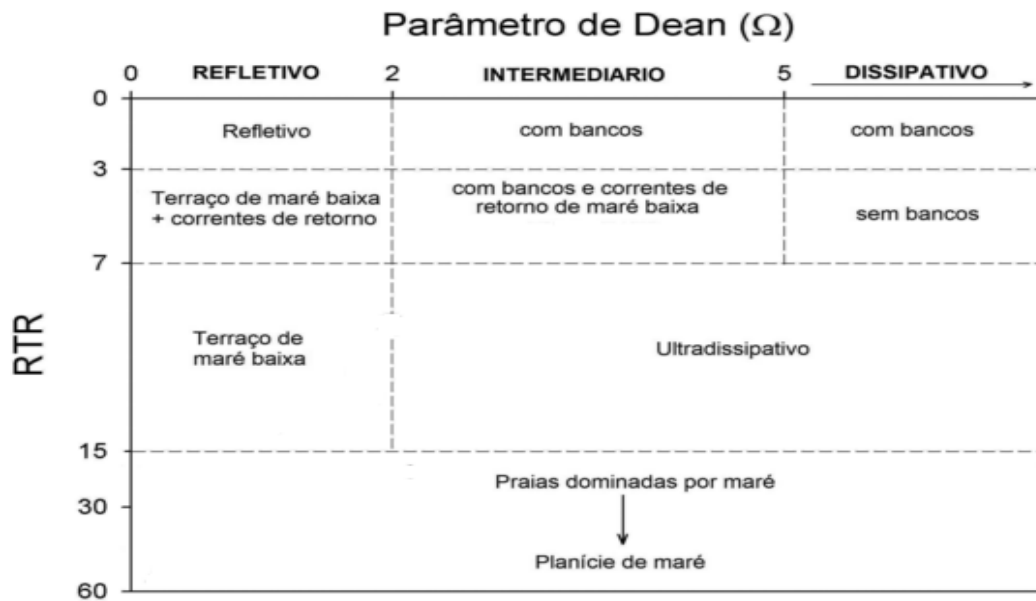 Parâmetro de Dean (Ω)
0 REFLETIVO 2 INTERMEDIARIO 5 DISSIPATIVO
0
Refletivo com bancos com bancos
3
Terraço de maré baixa
+ correntes de retorno
com bancos e correntes de
retorno de maré baixa
sem bancos
7
RTR
Terraço de
maré baixa
Ultradissipativo
15
Praias dominadas por maré
30
Planície de maré
60